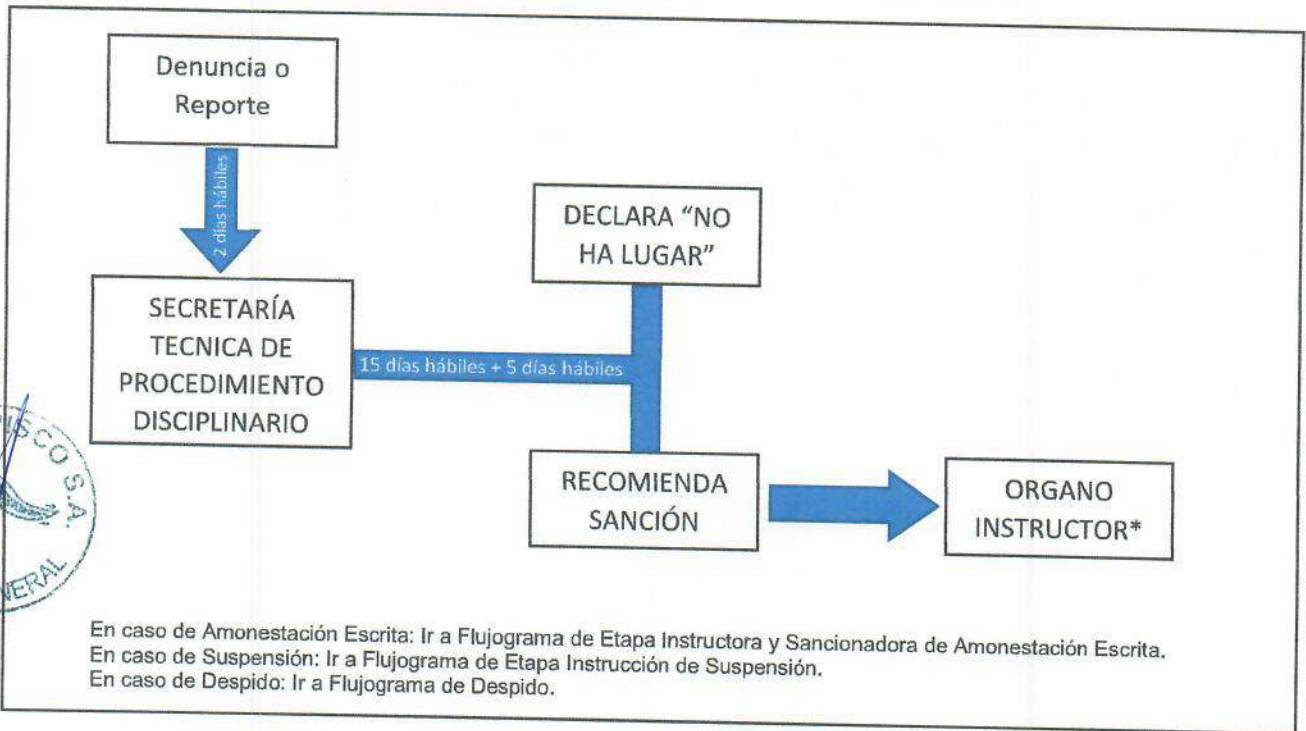 Denuncia o
Reporte
2 días hábiles
DECLARA “NO
HA LUGAR”
SECRETARÍA
TECNICA DE
PROCEDIMIENTO
DISCIPLINARIO
15 días hábiles + 5 días hábiles
RECOMIENDA
SANCIÓN
ORGANO
INSTRUCTOR*
S.A.
En caso de Amonestación Escrita: Ir a Flujograma de Etapa Instructora y Sancionadora de Amonestación Escrita.
En caso de Suspensión: Ir a Flujograma de Etapa Instrucción de Suspensión.
En caso de Despido: Ir a Flujograma de Despido.